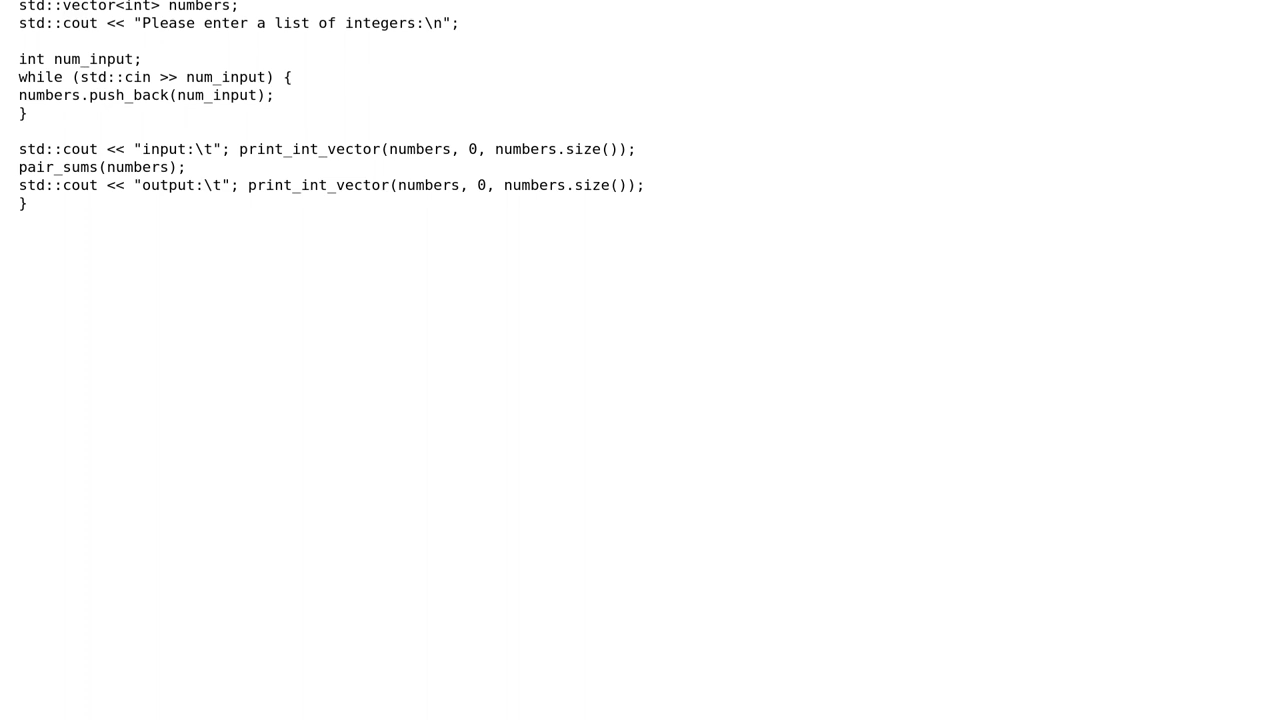 std::vector<int> numbers;
std::cout << "Please enter a list of integers:\n";

int num_input;
while (std::cin >> num_input) {
numbers.push_back(num_input);
}

std::cout << "input:\t"; print_int_vector(numbers, 0, numbers.size());
pair_sums(numbers);
std::cout << "output:\t"; print_int_vector(numbers, 0, numbers.size());
}